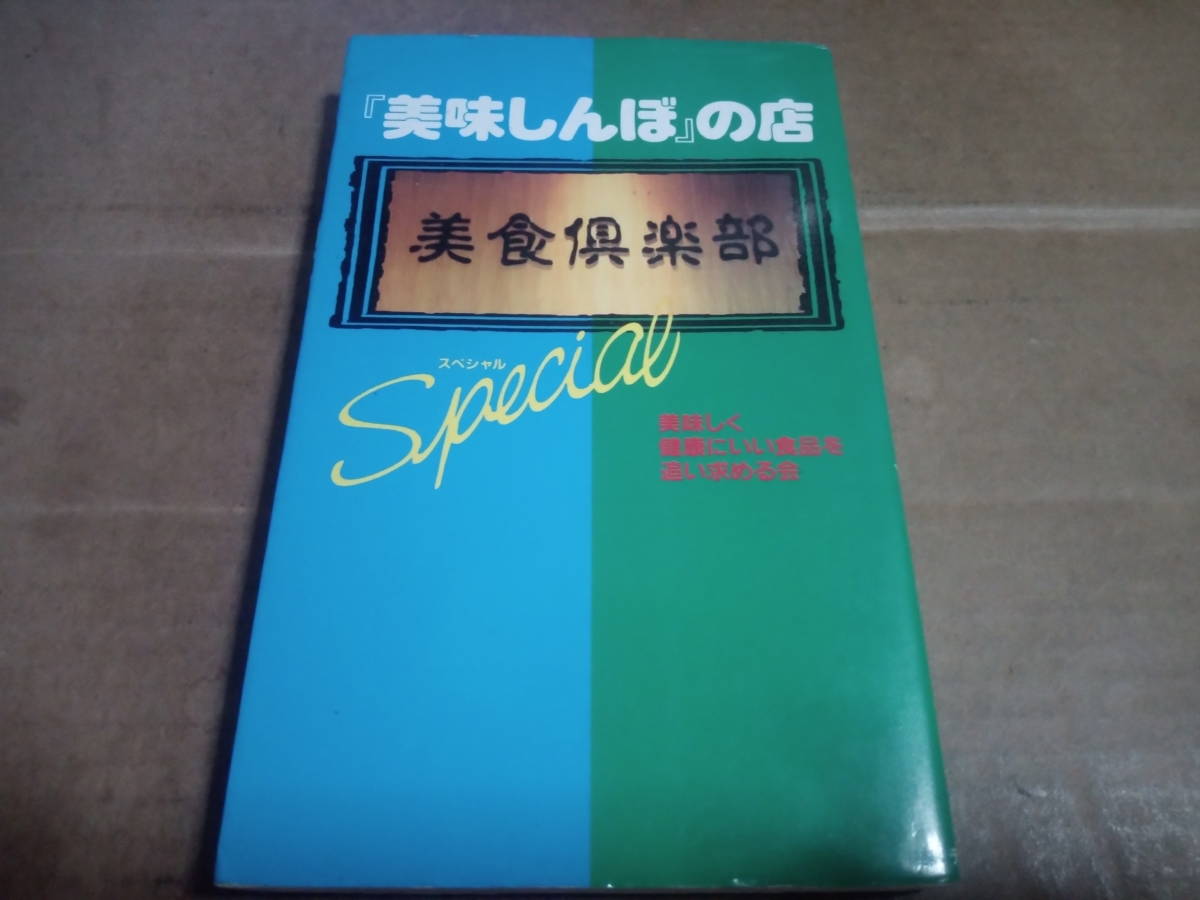 『美味しんぼ』の店
美食倶楽部
スペシャル
Special
美味しく
健康にいい食品を
追い求める会